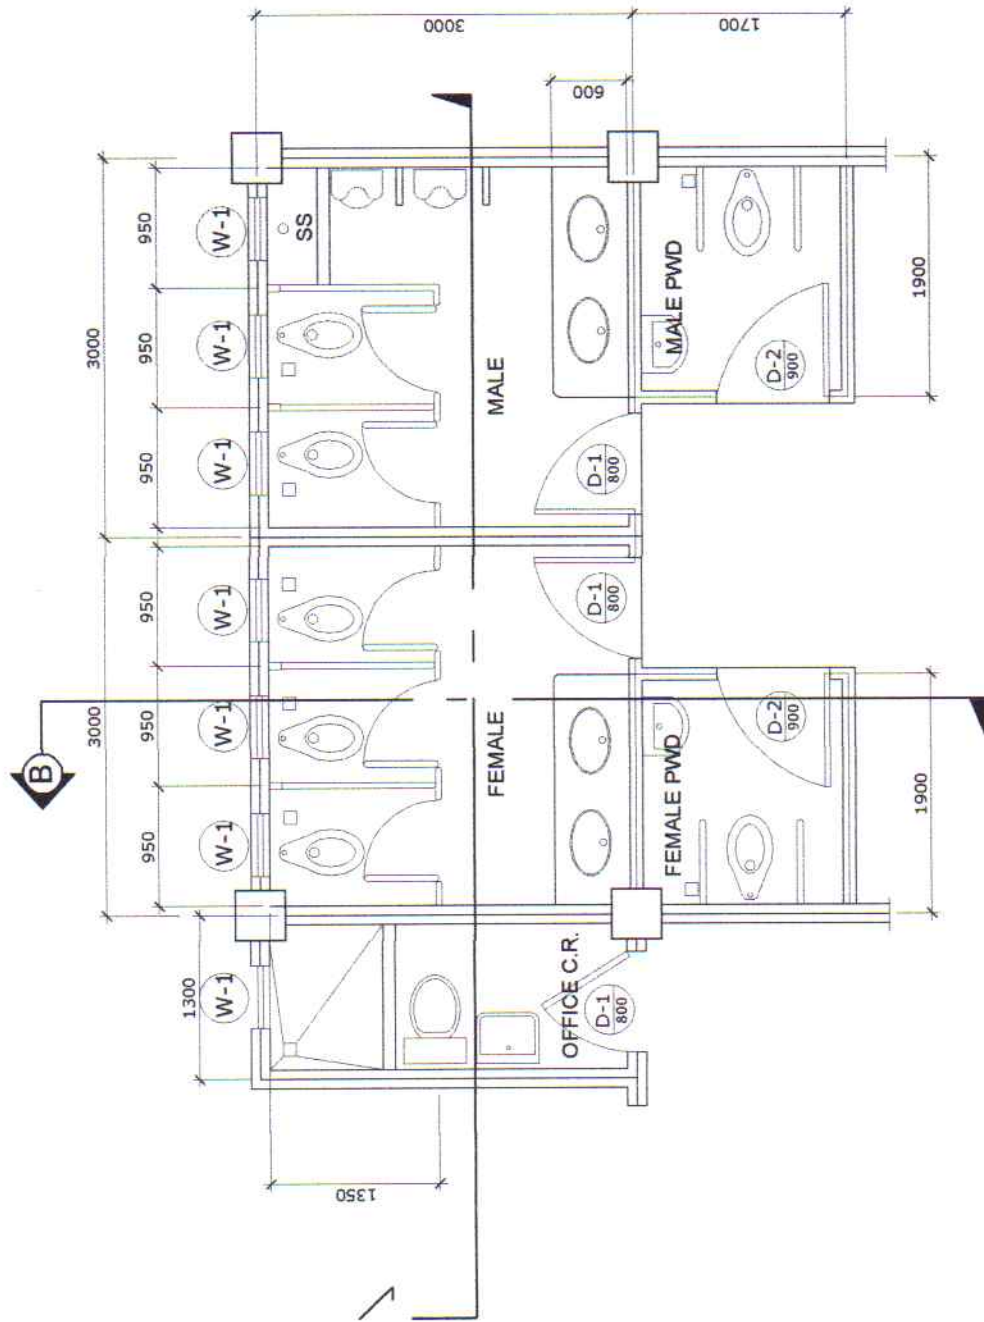 B
3000 3000
950 950 950 950 950 950
1300
W-1 W-1 W-1 W-1 W-1 W-1 W-1
SS
1350
3000
FEMALE MALE
OFFICE C.R.
600
D-1 D-1 D-1
800 800 800
FEMALE PWD MALE PWD
1700
D-2 D-2
900 900
1900 1900